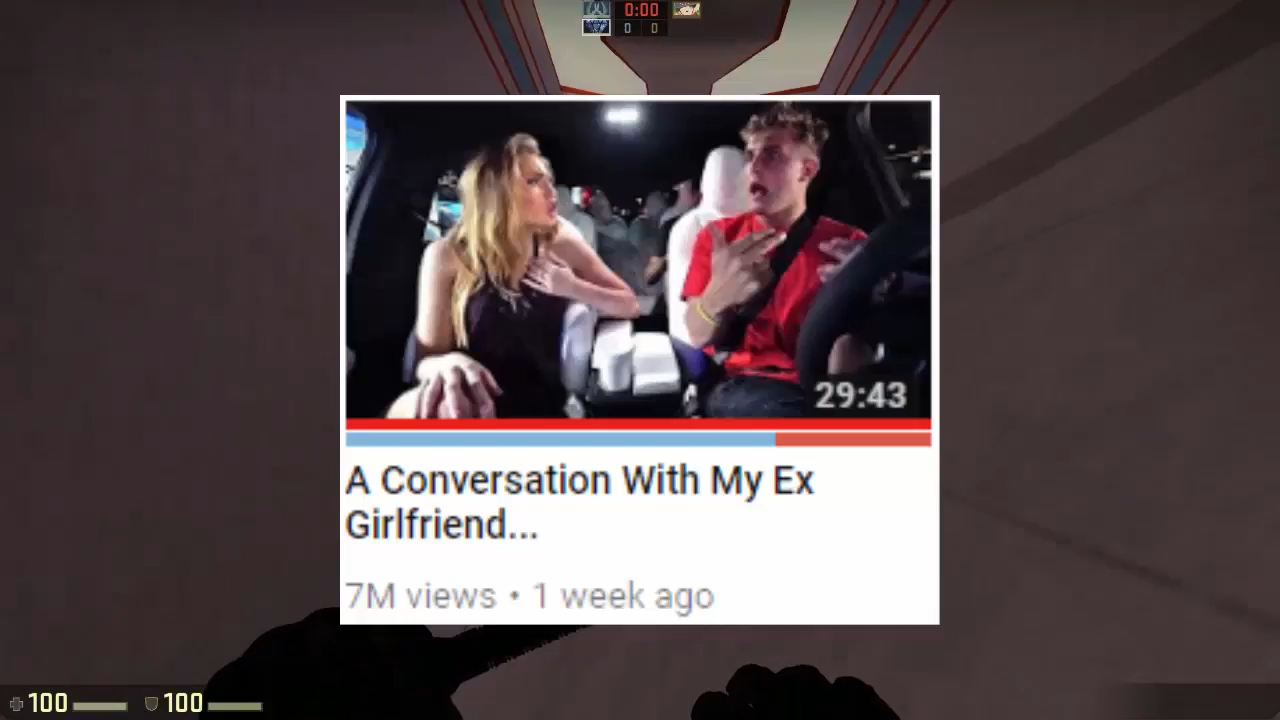 0:00
0 0
29:43
A Conversation With My Ex
Girlfriend...
7M views • 1 week ago
100 100